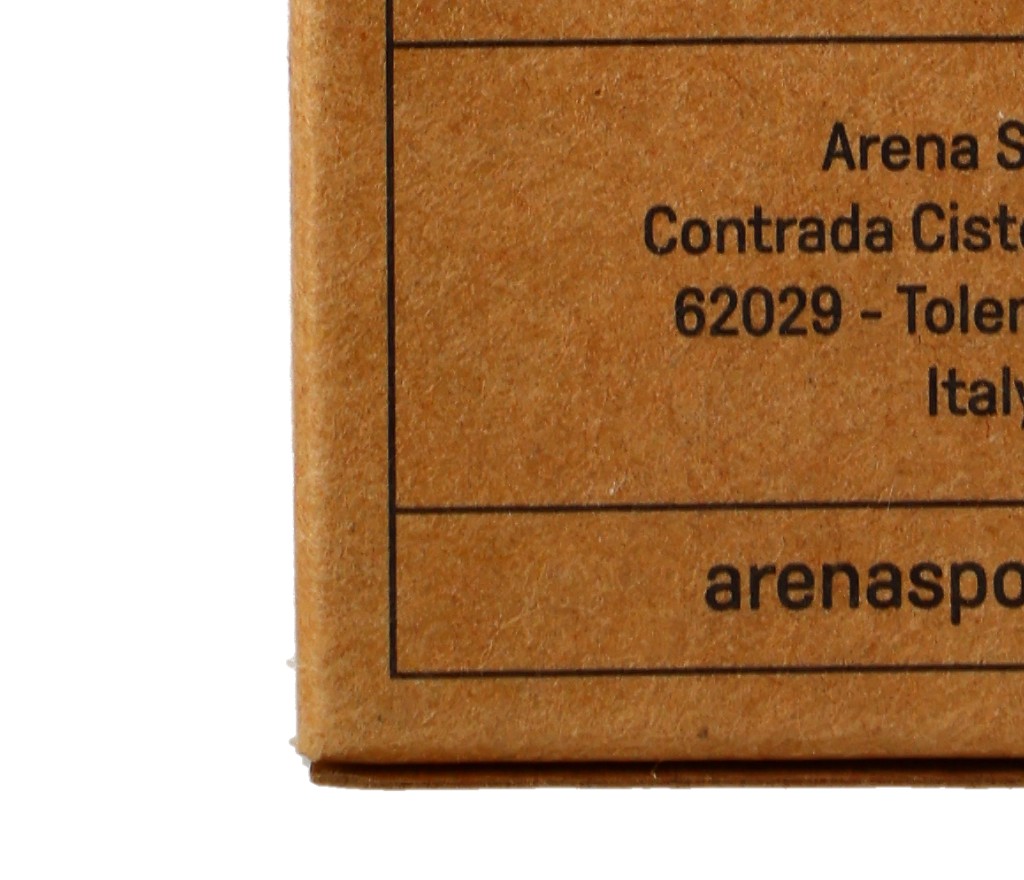 Arena S
Contrada Ciste
62029 - Toler
Italy
arenaspo